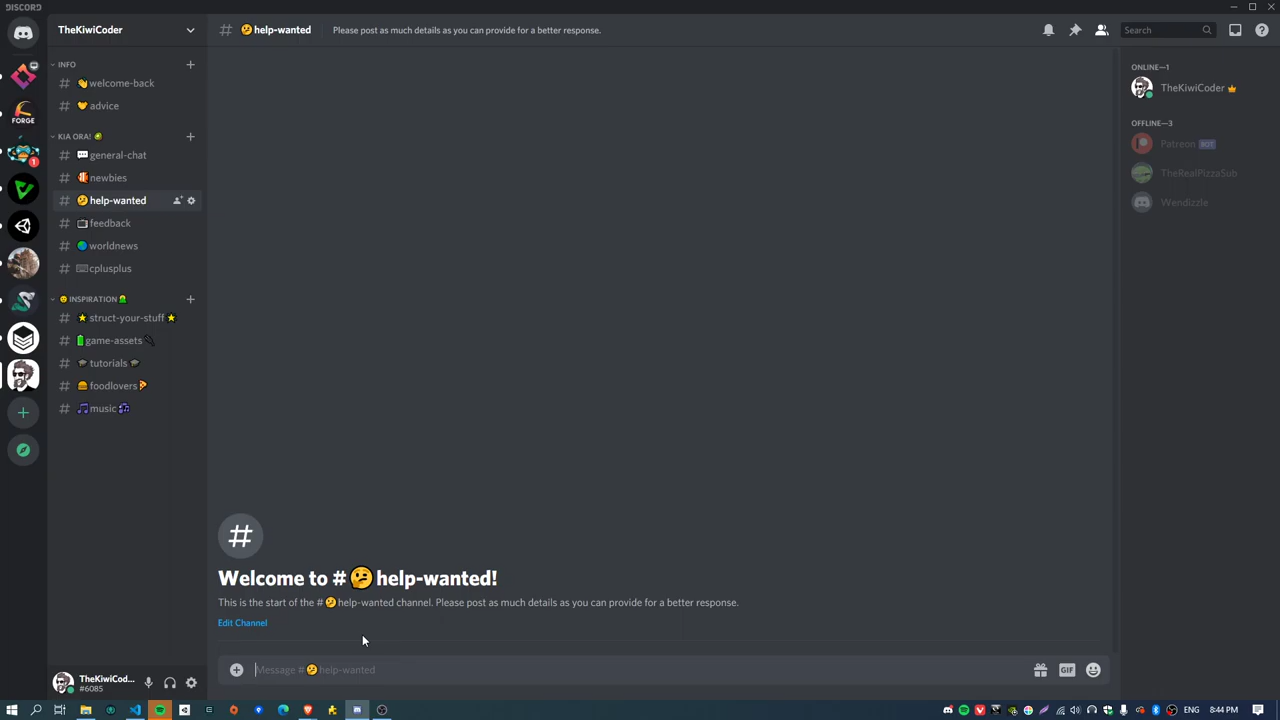 DISCORD
TheKiwiCoder
help-wanted
Please post as much details as you can provide for a better response.
Search
INFO
welcome-back
advice
KIA ORA!
general-chat
newbies
help-wanted
feedback
worldnews
cplusplus
INSPIRATION
struct-your-stuff
game-assets
tutorials
foodlovers
music
FORGE
1
ONLINE—1
TheKiwiCoder
OFFLINE—3
Patreon BOT
TheRealPizzaSub
Wendizzle
Welcome to # 🤔help-wanted!
This is the start of the # 🤔help-wanted channel. Please post as much details as you can provide for a better response.
Edit Channel
Message # 🤔help-wanted
GIF
TheKiwiCod...
#6085
ENG
8:44 PM